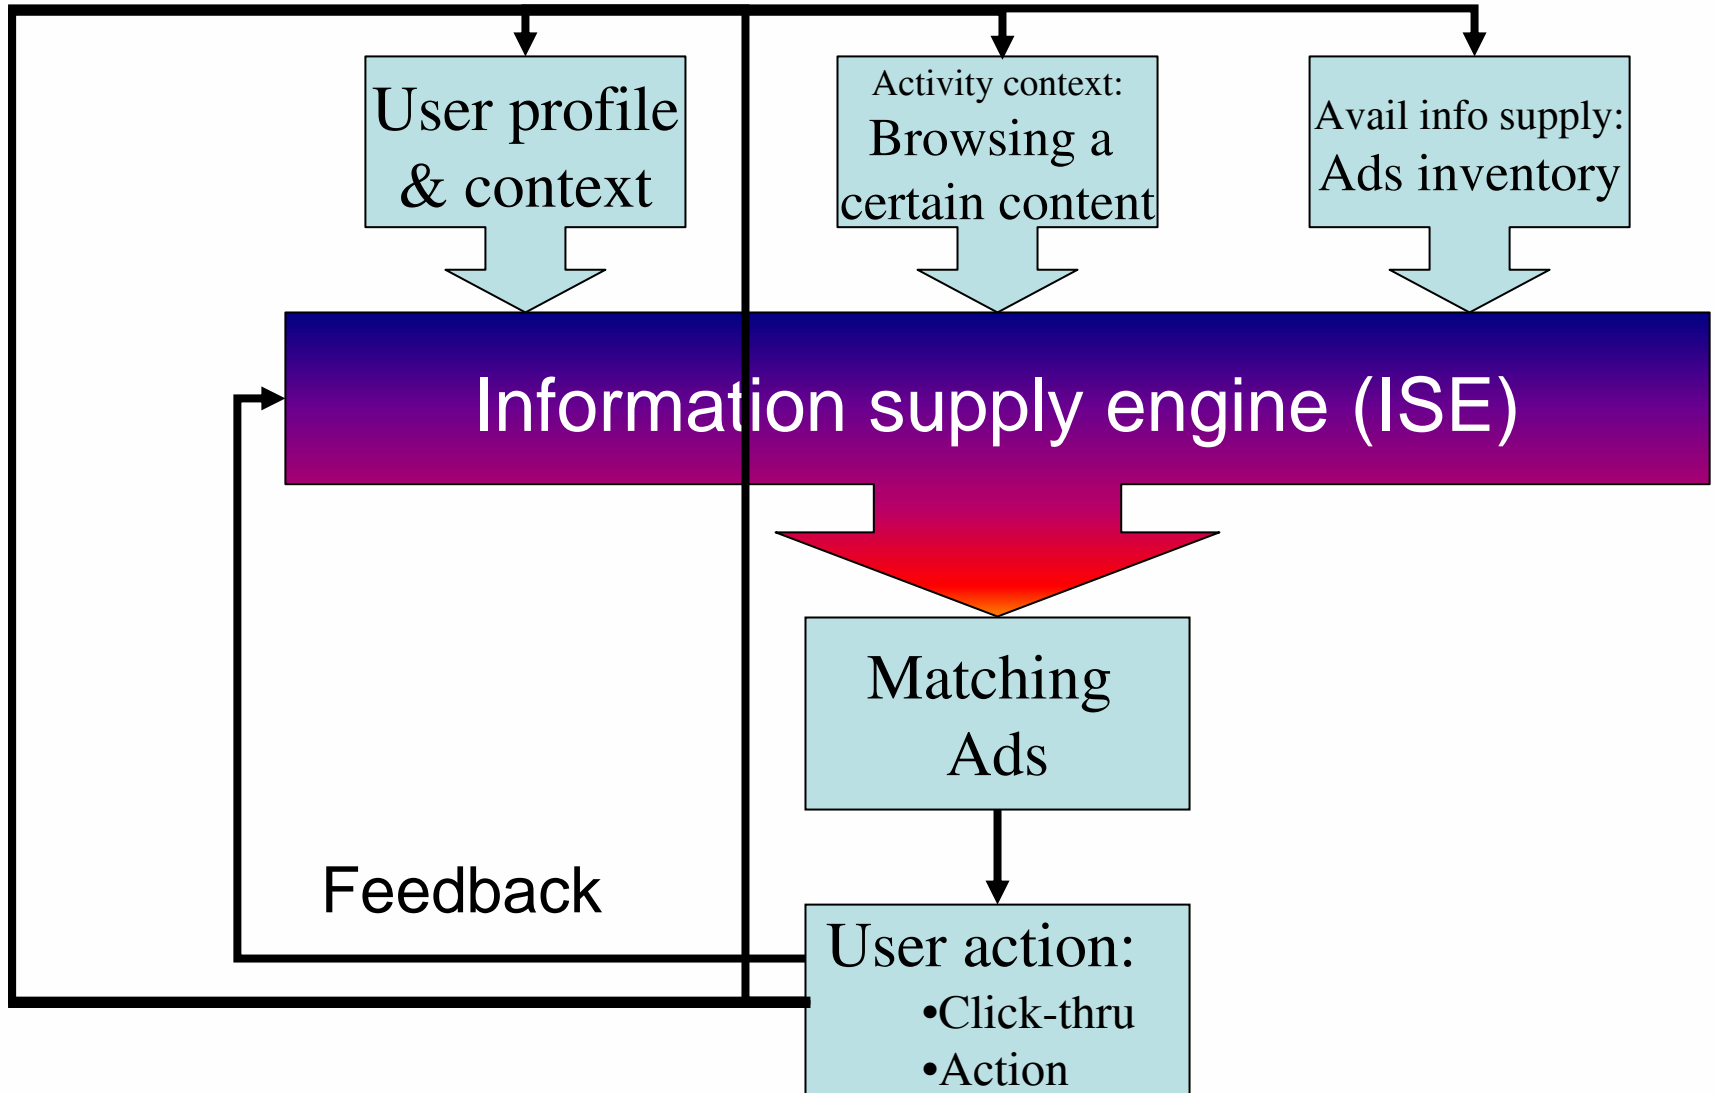 User profile
& context
Activity context:
Browsing a
certain content
Avail info supply:
Ads inventory
Information supply engine (ISE)
Matching
Ads
Feedback
User action:
•Click-thru
•Action